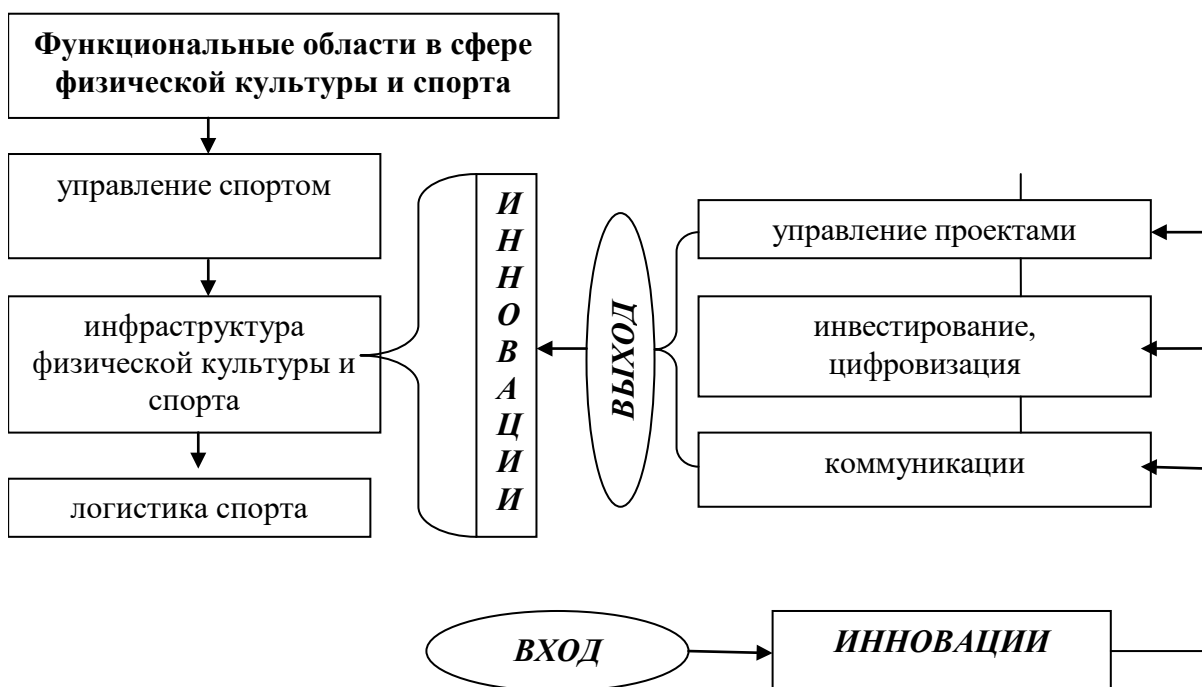 Функциональные области в сфере
физической культуры и спорта
управление спортом
инфраструктура
физической культуры и
спорта
логистика спорта
ИННОВАЦИИ
ВЫХОД
управление проектами
инвестирование,
цифровизация
коммуникации
ВХОД
ИННОВАЦИИ